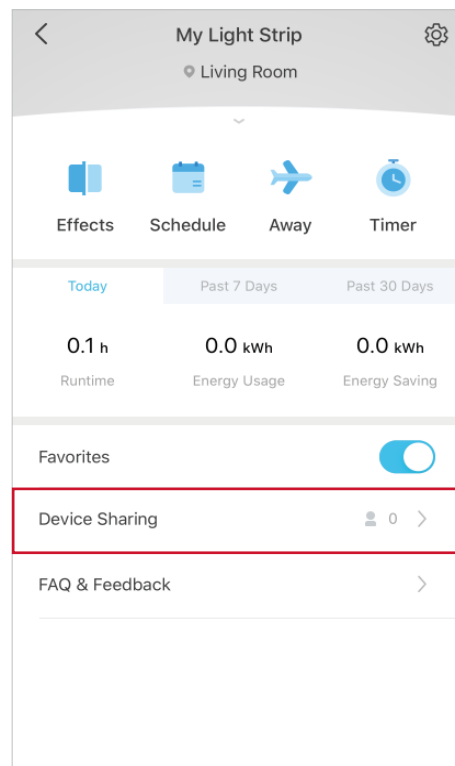 My Light Strip
Living Room
Effects Schedule Away Timer
Today Past 7 Days Past 30 Days
0.1 h 0.0 kWh 0.0 kWh
Runtime Energy Usage Energy Saving
Favorites
Device Sharing 0
FAQ & Feedback